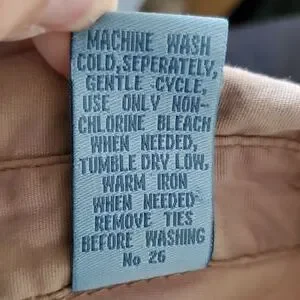 MACHINE WASH
COLD, SEPERATELY,
GENTLE CYCLE,
USE ONLY NON-
CHLORINE BLEACH
WHEN NEEDED,
TUMBLE DRY LOW,
WARM IRON
WHEN NEEDED
REMOVE TIES
BEFORE WASHING
No 26